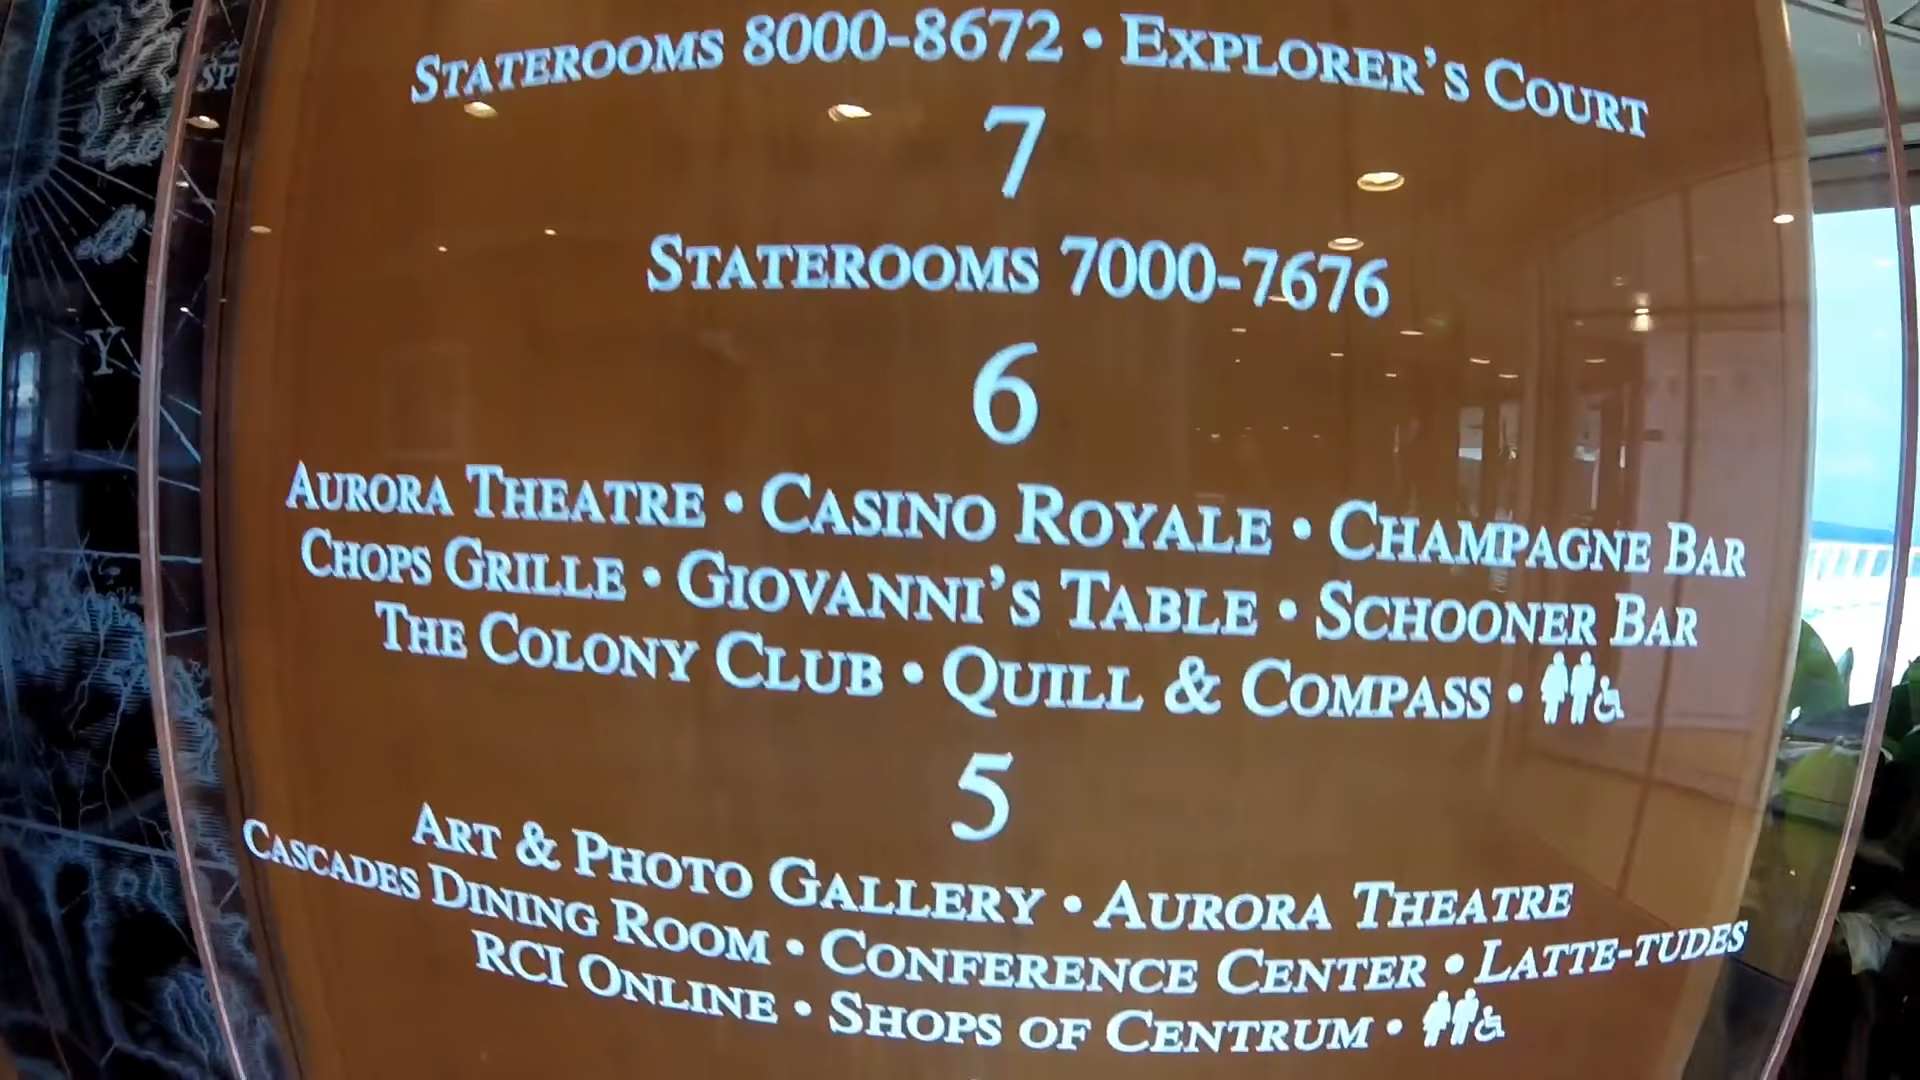 STATEROOMS 8000-8672 • EXPLORER'S COURT
7
STATEROOMS 7000-7676
6
AURORA THEATRE • CASINO ROYALE • CHAMPAGNE BAR
CHOPS GRILLE • GIOVANNI'S TABLE • SCHOONER BAR
THE COLONY CLUB • QUILL & COMPASS •
5
ART & PHOTO GALLERY • AURORA THEATRE
CASCADES DINING ROOM • CONFERENCE CENTER • LATTE-TUDES
RCI ONLINE • SHOPS OF CENTRUM •
SP
Y